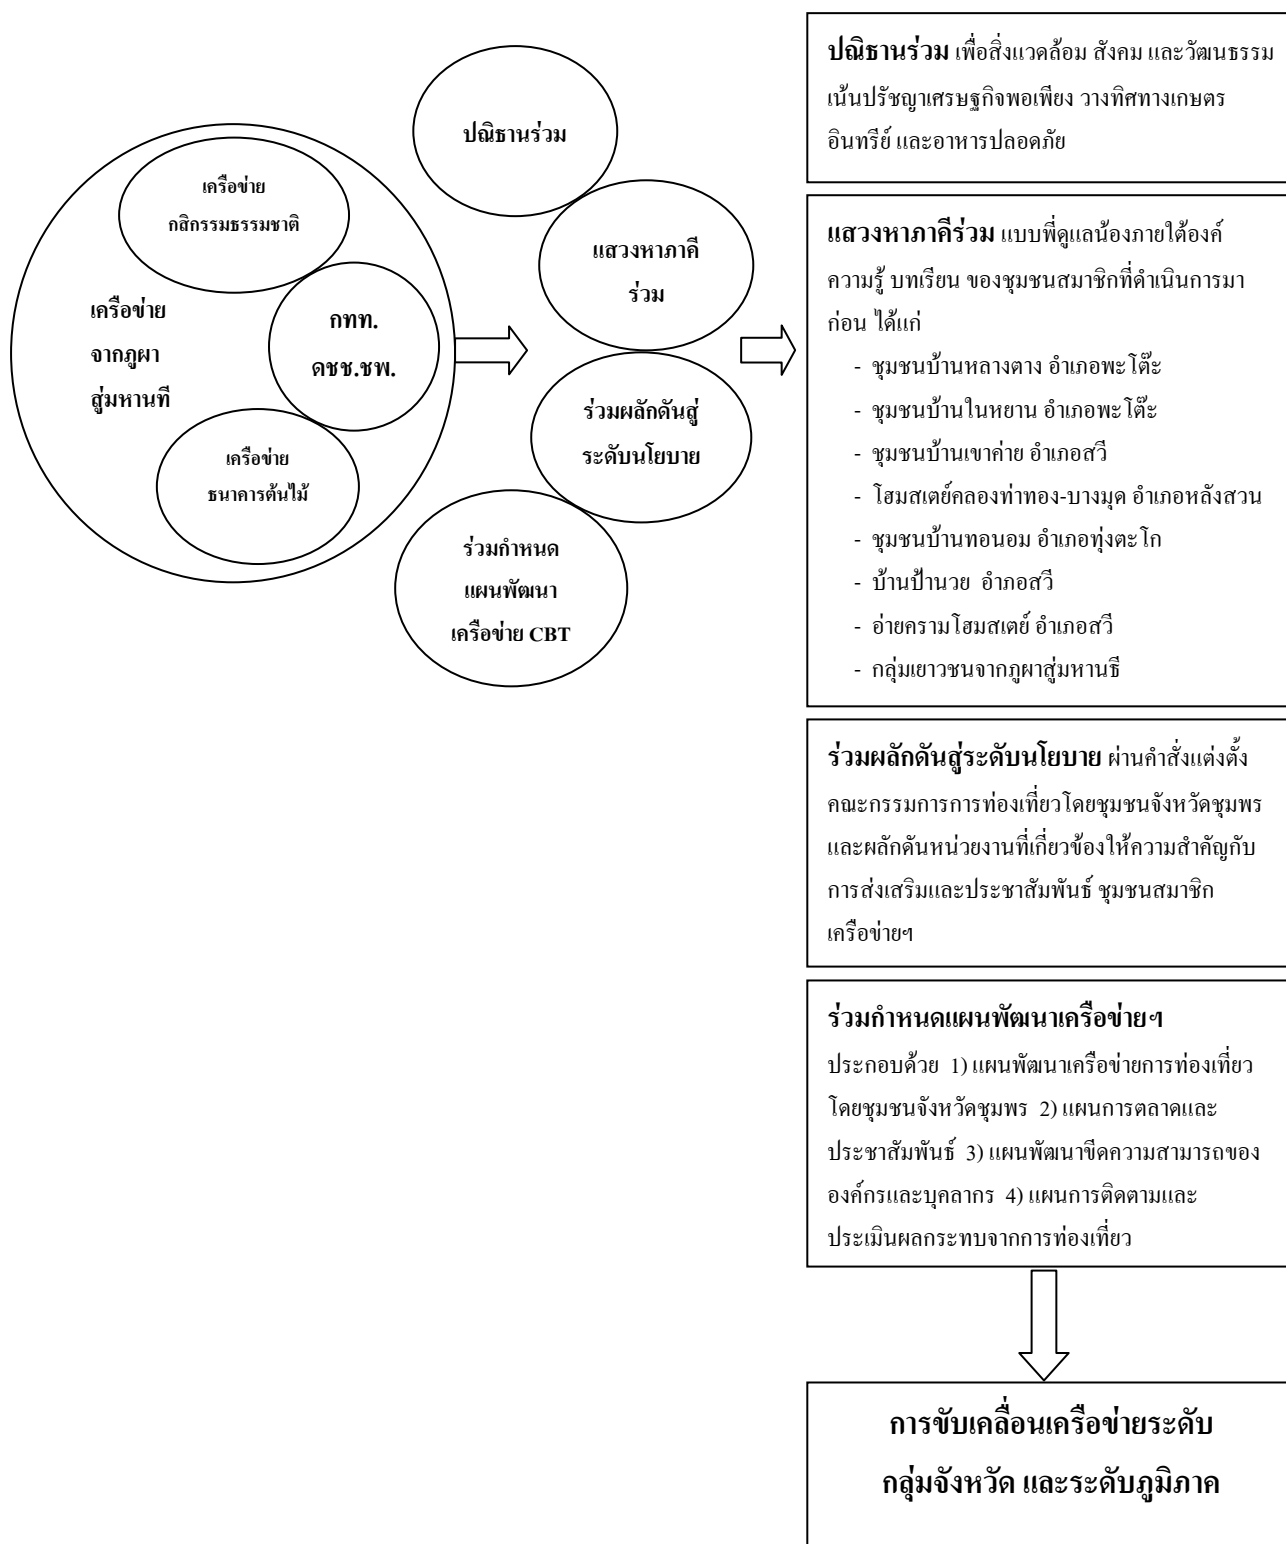 เครือข่าย
กสิกรรมธรรมชาติ
เครือข่าย
จากภูผา
สู่มหานที
กทท.
ดชช.ชพ.
เครือข่าย
ธนาคารต้นไม้
ปณิธานร่วม
แสวงหาภาคี
ร่วม
ร่วมผลักดันสู่
ระดับนโยบาย
ร่วมกำหนด
แผนพัฒนา
เครือข่าย CBT
ปณิธานร่วม เพื่อสิ่งแวดล้อม สังคม และวัฒนธรรม
เน้นปรัชญาเศรษฐกิจพอเพียง วางทิศทางเกษตร
อินทรีย์ และอาหารปลอดภัย
แสวงหาภาคีร่วม แบบพี่ดูแลน้องภายใต้องค์
ความรู้ บทเรียน ของชุมชนสมาชิกที่ดำเนินการมา
ก่อน ได้แก่
- ชุมชนบ้านหลางตาง อำเภอพะโต๊ะ
- ชุมชนบ้านในหยาน อำเภอพะโต๊ะ
- ชุมชนบ้านเขาค่าย อำเภอสวี
- โฮมสเตย์คลองท่าทอง-บางมุด อำเภอหลังสวน
- ชุมชนบ้านทอนอม อำเภอทุ่งตะโก
- บ้านป้านวย อำภอสวี
- อ่ายครามโฮมสเตย์ อำเภอสวี
- กลุ่มเยาวชนจากภูผาสู่มหานธี
ร่วมผลักดันสู่ระดับนโยบาย ผ่านคำสั่งแต่งตั้ง
คณะกรรมการการท่องเที่ยวโดยชุมชนจังหวัดชุมพร
และผลักดันหน่วยงานที่เกี่ยวข้องให้ความสำคัญกับ
การส่งเสริมและประชาสัมพันธ์ ชุมชนสมาชิก
เครือข่ายฯ
ร่วมกำหนดแผนพัฒนาเครือข่ายฯ
ประกอบด้วย 1) แผนพัฒนาเครือข่ายการท่องเที่ยว
โดยชุมชนจังหวัดชุมพร 2) แผนการตลาดและ
ประชาสัมพันธ์ 3) แผนพัฒนาขีดความสามารถของ
องค์กรและบุคลากร 4) แผนการติดตามและ
ประเมินผลกระทบจากการท่องเที่ยว
การขับเคลื่อนเครือข่ายระดับ
กลุ่มจังหวัด และระดับภูมิภาค